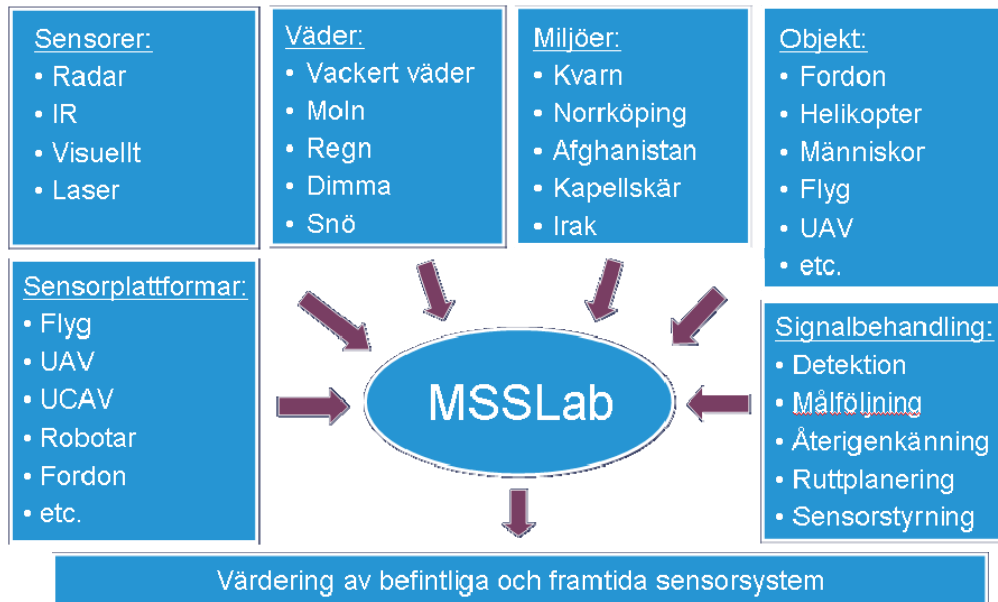 Sensorer:
• Radar
• IR
• Visuellt
• Laser
Väder:
• Vackert väder
• Moln
• Regn
• Dimma
• Snö
Miljöer:
• Kvarn
• Norrköping
• Afghanistan
• Kapellskär
• Irak
Objekt:
• Fordon
• Helikopter
• Människor
• Flyg
• UAV
• etc.
Sensorplattformar:
• Flyg
• UAV
• UCAV
• Robotar
• Fordon
• etc.
MSSLab
Signalbehandling:
• Detektion
• Målföljning
• Återigenkänning
• Ruttplanering
• Sensorstyrning
Värdering av befintliga och framtida sensorsystem